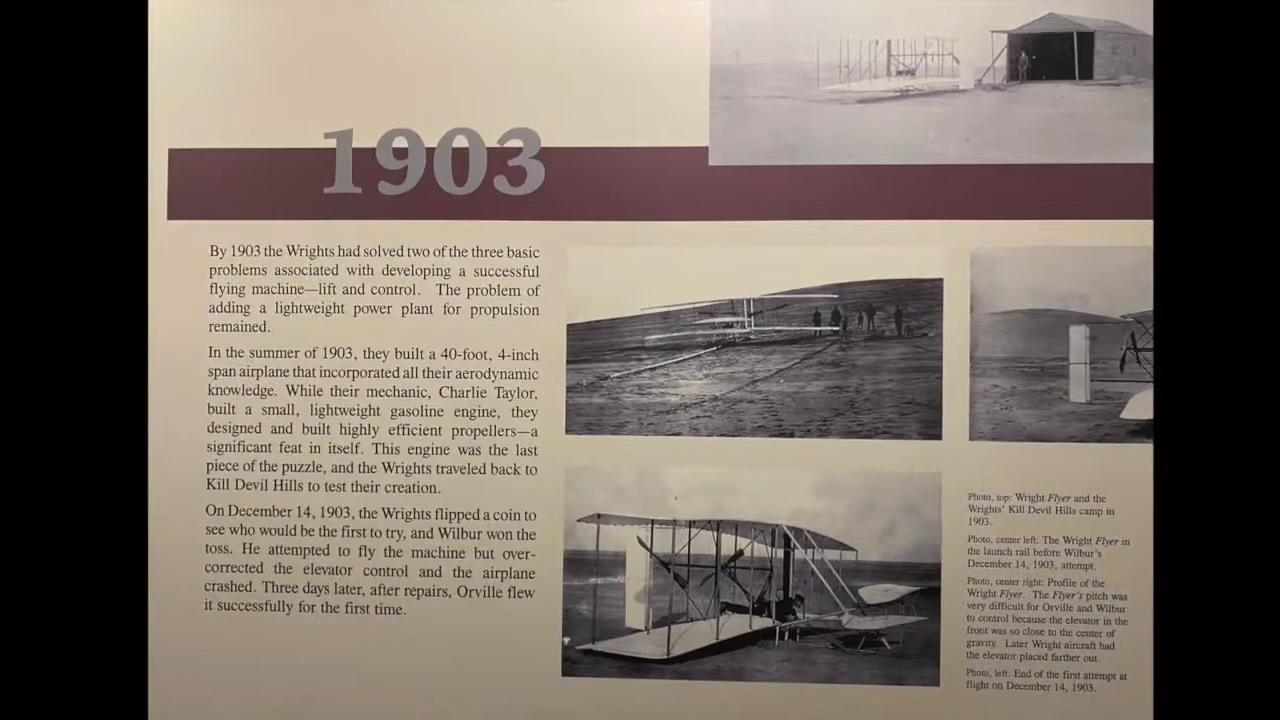 1903
By 1903 the Wrights had solved two of the three basic
problems associated with developing a successful
flying machine—lift and control. The problem of
adding a lightweight power plant for propulsion
remained.
In the summer of 1903, they built a 40-foot, 4-inch
span airplane that incorporated all their aerodynamic
knowledge. While their mechanic, Charlie Taylor,
built a small, lightweight gasoline engine, they
designed and built highly efficient propellers—a
significant feat in itself. This engine was the last
piece of the puzzle, and the Wrights traveled back to
Kill Devil Hills to test their creation.
On December 14, 1903, the Wrights flipped a coin to
see who would be the first to try, and Wilbur won the
toss. He attempted to fly the machine but over-
corrected the elevator control and the airplane
crashed. Three days later, after repairs, Orville flew
it successfully for the first time.
Photo, top: Wright Flyer and the
Wrights' Kill Devil Hills camp in
1903.
Photo, center left: The Wright Flyer in
the launch rail before Wilbur's
December 14, 1903, attempt.
Photo, center right: Profile of the
Wright Flyer. The Flyer's pitch was
very difficult for Orville and Wilbur
to control because the elevator in the
front was so close to the center of
gravity. Later Wright aircraft had
the elevator placed farther out.
Photo, left: End of the first attempt at
flight on December 14, 1903.